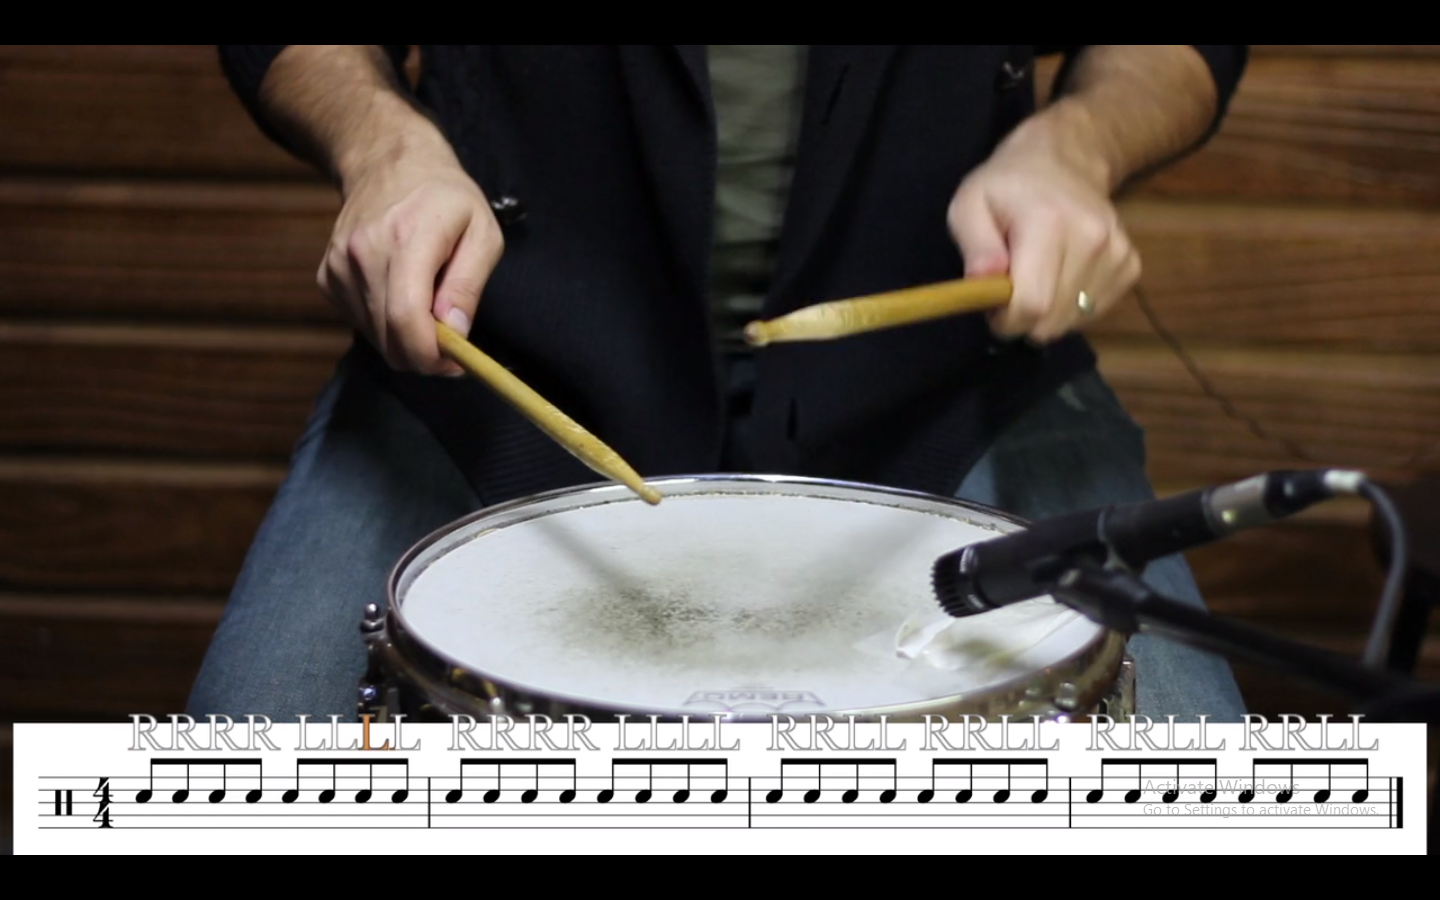 REMO
RRRR LLLL RRRR LLLL RRLL RRLL RRLL RRLL
4
4
Activate Windows
Go to Settings to activate Windows.